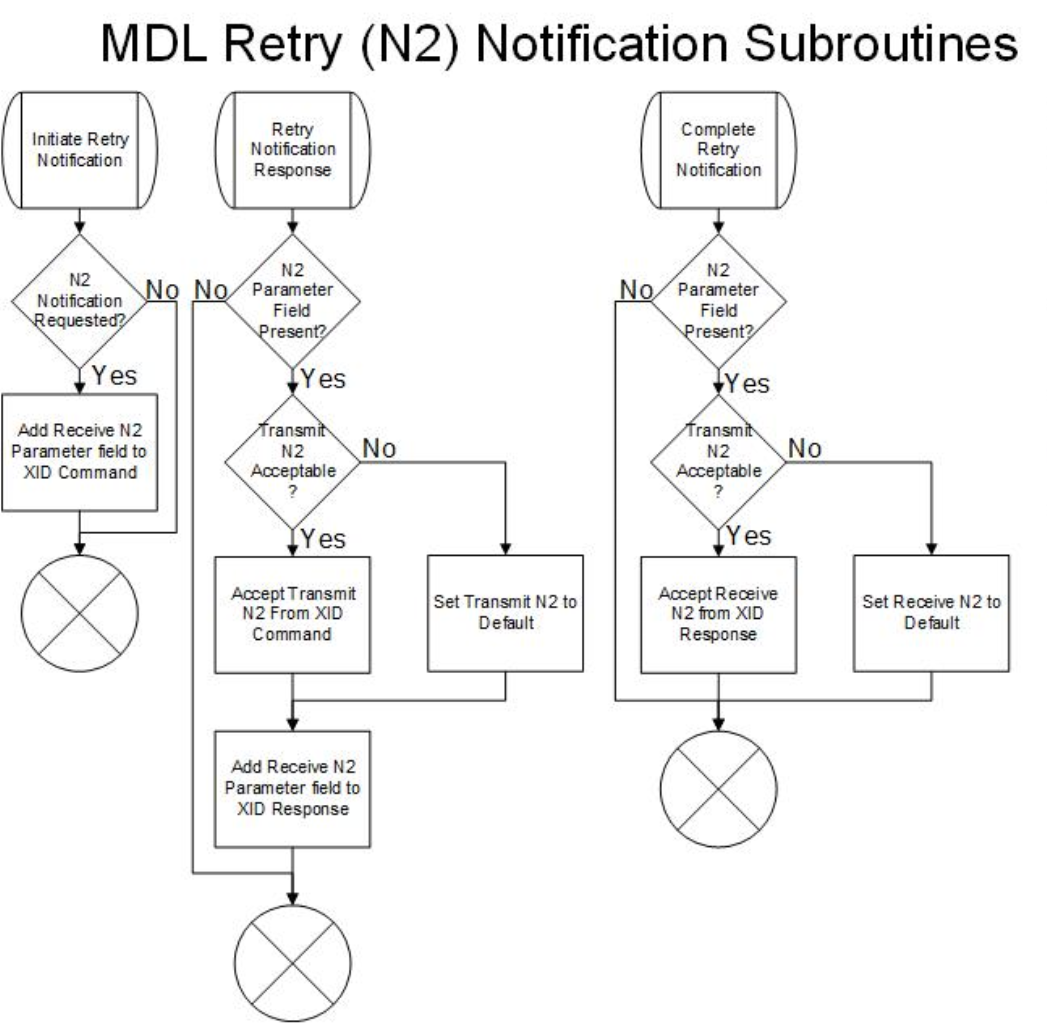 MDL Retry (N2) Notification Subroutines
Initiate Retry
Notification
N2
Notification
Requested?
No
Yes
Add Receive N2
Parameter field to
XID Command
Retry
Notification
Response
No
N2
Parameter
Field
Present?
Yes
Transmit
N2
Acceptable
?
No
Yes
Accept Transmit
N2 From XID
Command
Set Transmit N2 to
Default
Add Receive N2
Parameter field to
XID Response
Complete
Retry
Notification
No
N2
Parameter
Field
Present?
Yes
Transmit
N2
Acceptable
?
No
Yes
Accept Receive
N2 from XID
Response
Set Receive N2 to
Default